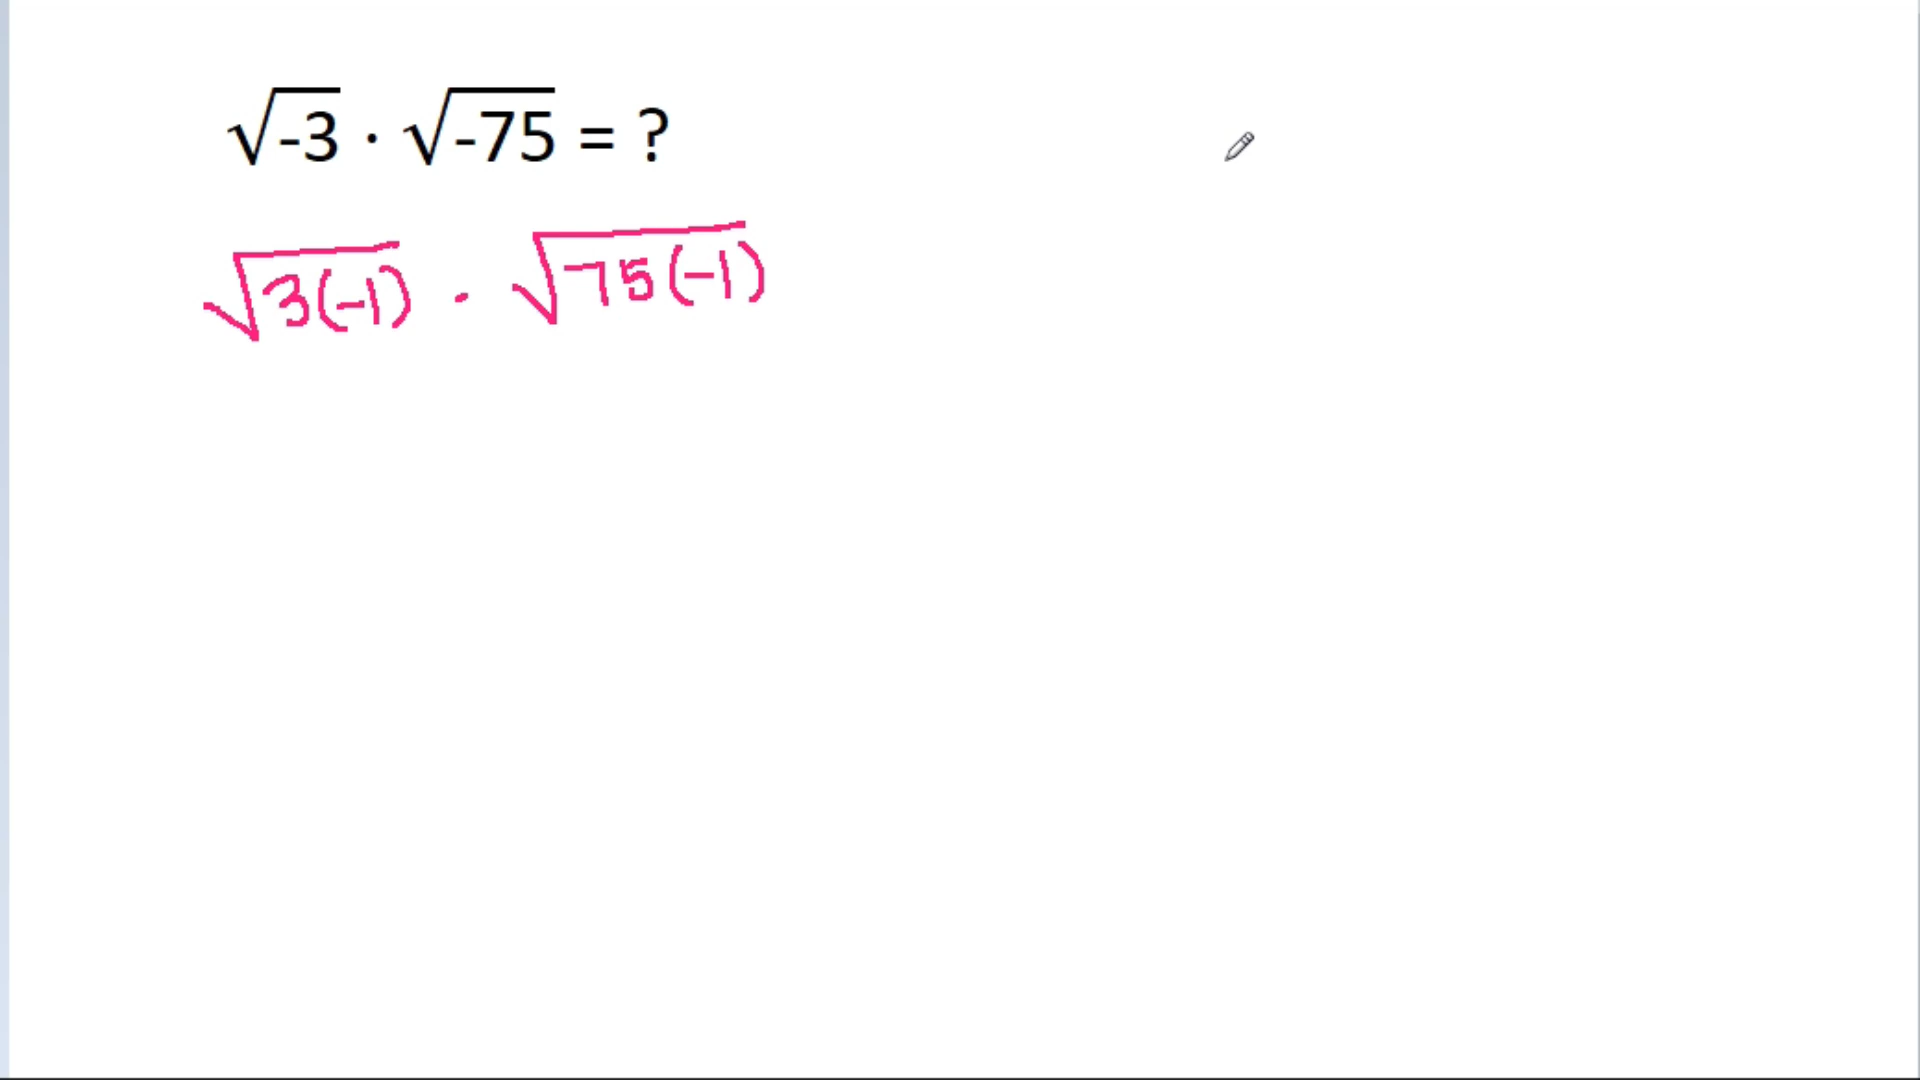 √-3 · √-75 = ?
√3(-1) · √75(-1)